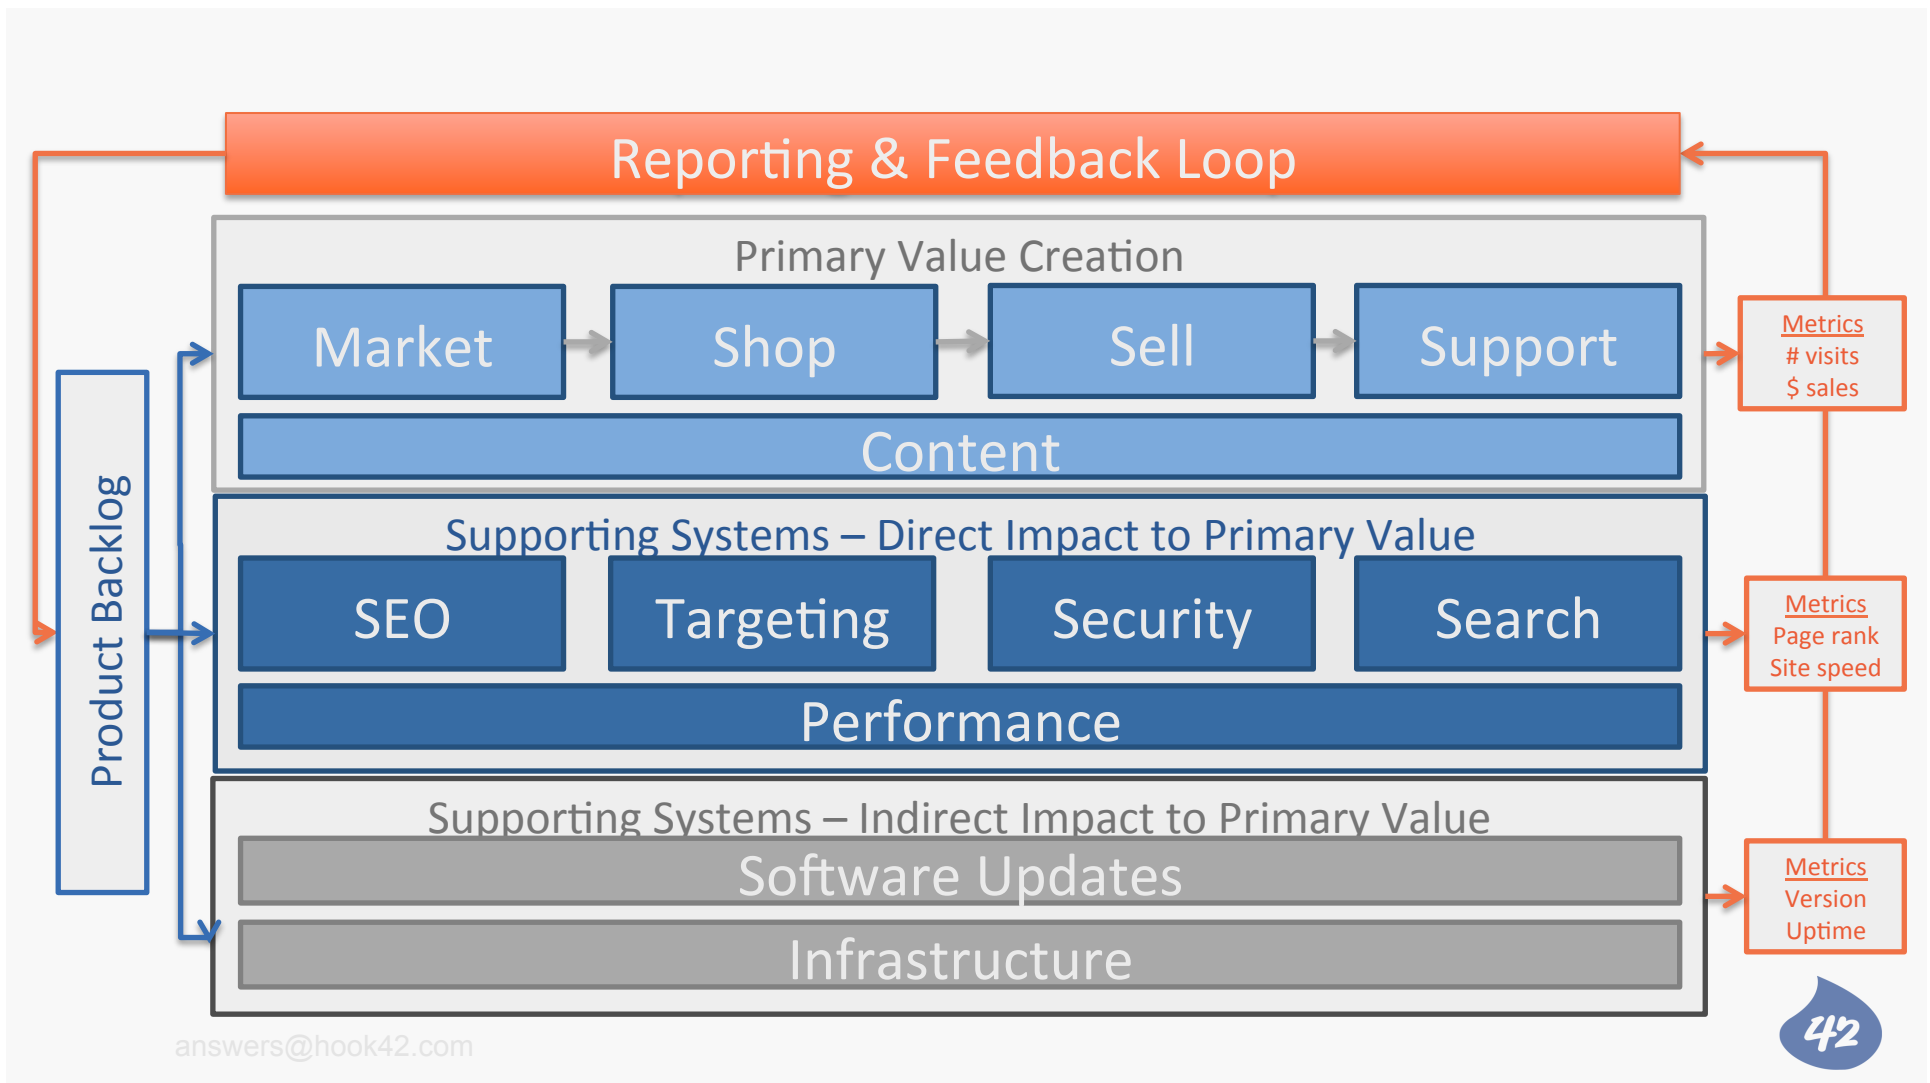 Reporting & Feedback Loop
Primary Value Creation
Market
Shop
Sell
Support
Content
Metrics
# visits
$ sales
Product Backlog
Supporting Systems – Direct Impact to Primary Value
SEO
Targeting
Security
Search
Performance
Metrics
Page rank
Site speed
Supporting Systems – Indirect Impact to Primary Value
Software Updates
Infrastructure
Metrics
Version
Uptime
answers@hook42.com
42